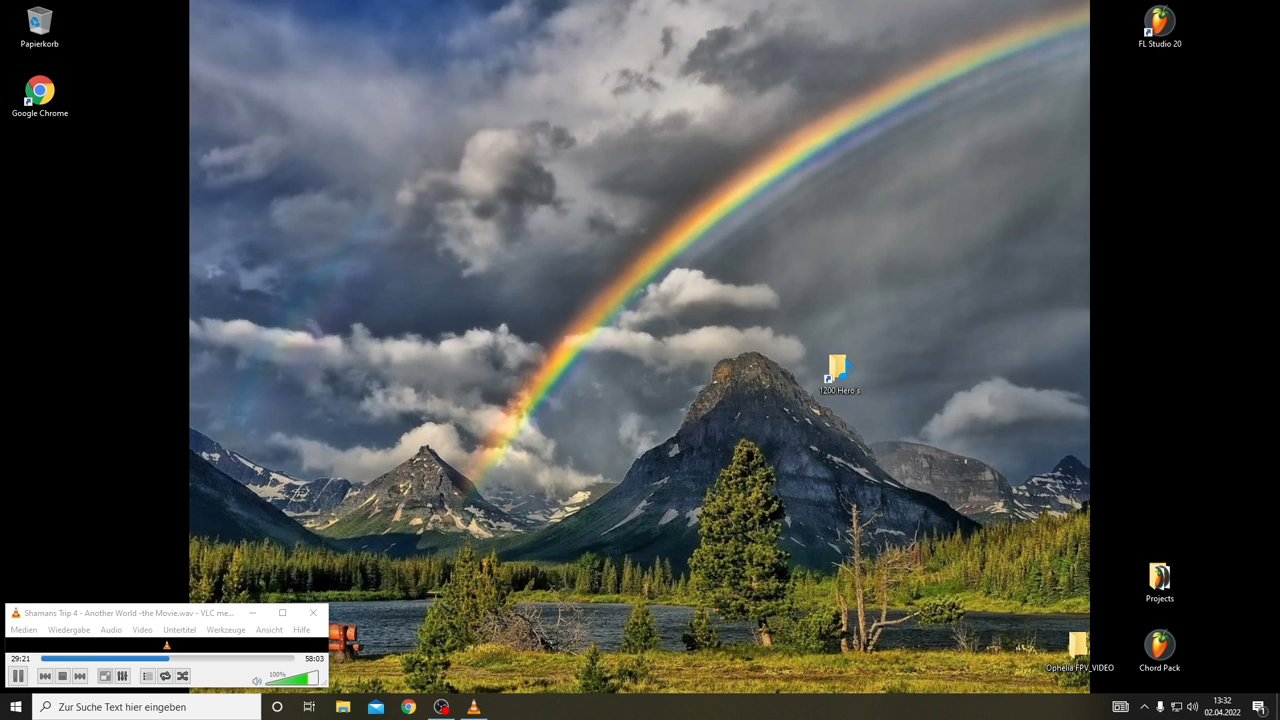 Papierkorb
Google Chrome
FL Studio 20
1200 Hero's
Projects
Ophelia FPV_VIDEO
Chord Pack
Shamans Trip 4 - Another World -the Movie.wav - VLC me...
Medien Wiedergabe Audio Video Untertitel Werkzeuge Ansicht Hilfe
29:21 58:03
100%
Zur Suche Text hier eingeben
13:32
02.04.2022
1